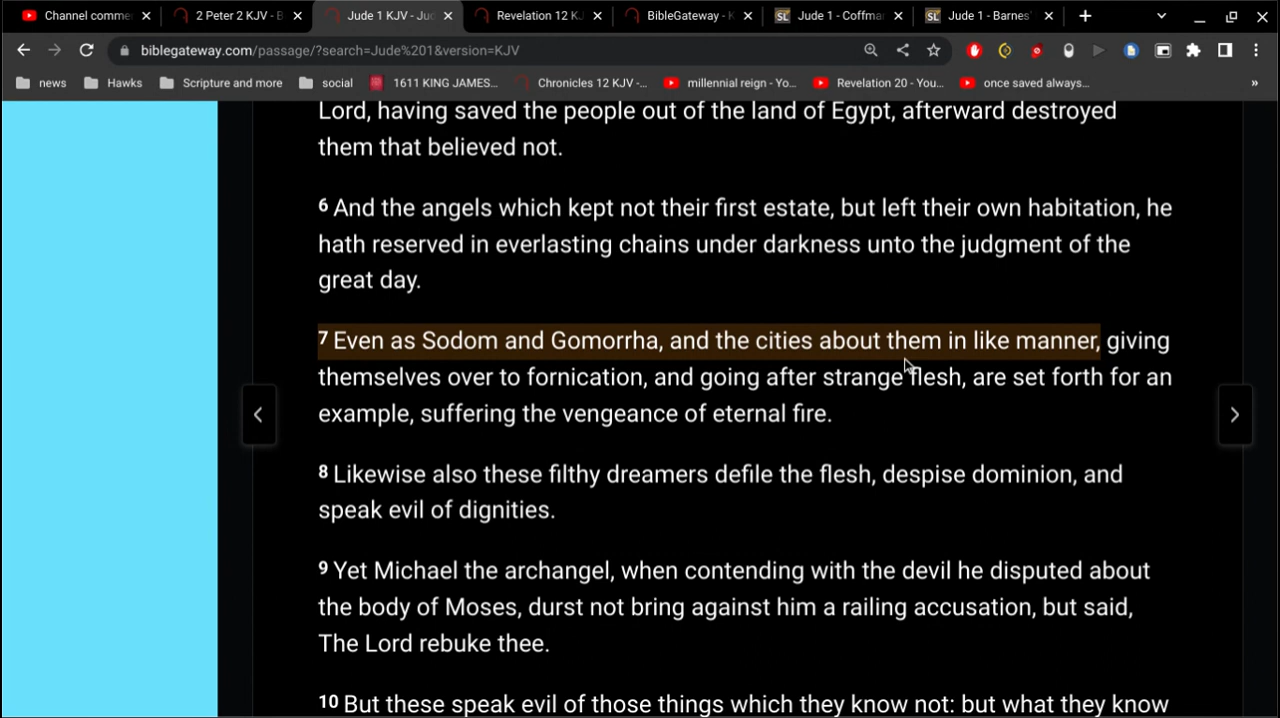 Channel comme
2 Peter 2 KJV - B
Jude 1 KJV - Ju
Revelation 12 KJ
BibleGateway - K
SL
Jude 1 - Coffma
SL
Jude 1 - Barnes'
biblegateway.com/passage/?search=Jude%201&version=KJV
news
Hawks
Scripture and more
social
1611 KING JAMES...
Chronicles 12 KJV -...
millennial reign - Yo...
Revelation 20 - You...
once saved always...
»
Lord, having saved the people out of the land of Egypt, afterward destroyed
them that believed not.
6 And the angels which kept not their first estate, but left their own habitation, he
hath reserved in everlasting chains under darkness unto the judgment of the
great day.
7 Even as Sodom and Gomorrha, and the cities about them in like manner, giving
themselves over to fornication, and going after strange flesh, are set forth for an
example, suffering the vengeance of eternal fire.
8 Likewise also these filthy dreamers defile the flesh, despise dominion, and
speak evil of dignities.
9 Yet Michael the archangel, when contending with the devil he disputed about
the body of Moses, durst not bring against him a railing accusation, but said,
The Lord rebuke thee.
10 But these speak evil of those things which they know not: but what they know